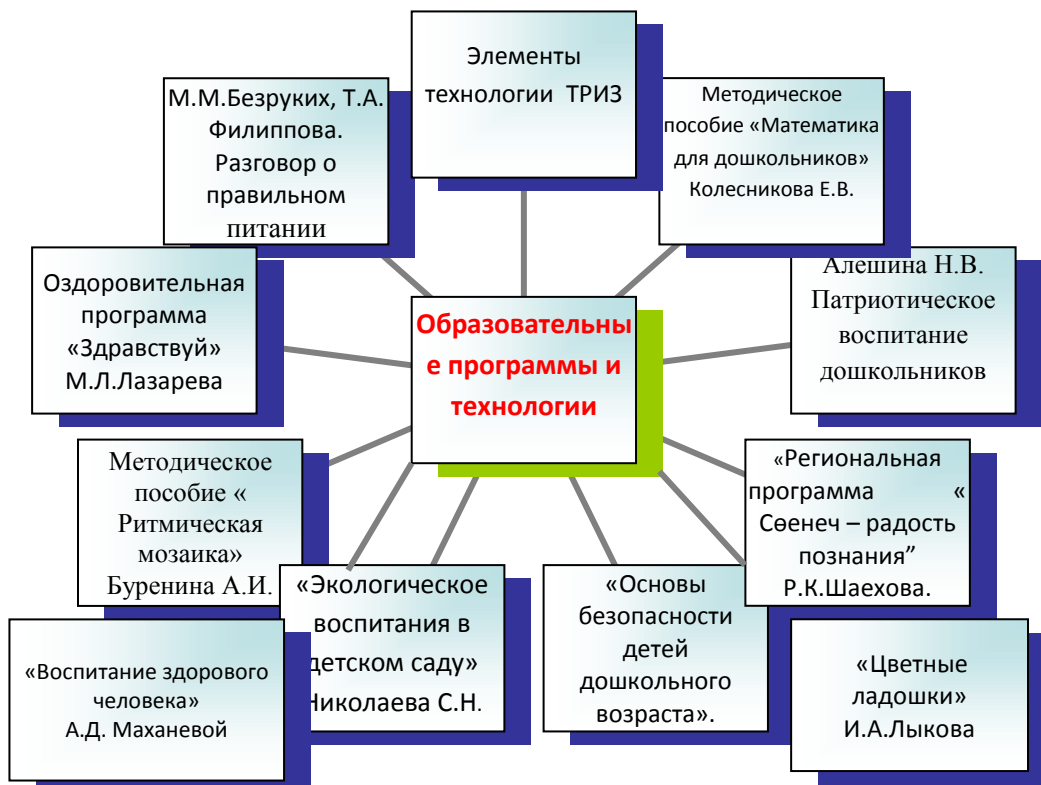 Элементы
технологии ТРИЗ
М.М.Безруких, Т.А.
Филиппова.
Разговор о
правильном
питании
Методическое
пособие «Математика
для дошкольников»
Колесникова Е.В.
Оздоровительная
программа
«Здравствуй»
М.Л.Лазарева
Образовательны
е программы и
технологии
Алешина Н.В.
Патриотическое
воспитание
дошкольников
Методическое
пособие «
Ритмическая
мозаика»
Буренина А.И.
«Региональная
программа «
Сөенеч – радость
познания”
Р.К.Шаехова.
«Экологическое
воспитания в
детском саду»
Николаева С.Н.
«Основы
безопасности
детей
дошкольного
возраста».
«Воспитание здорового
человека»
А.Д. Маханевой
«Цветные
ладошки»
И.А.Лыкова